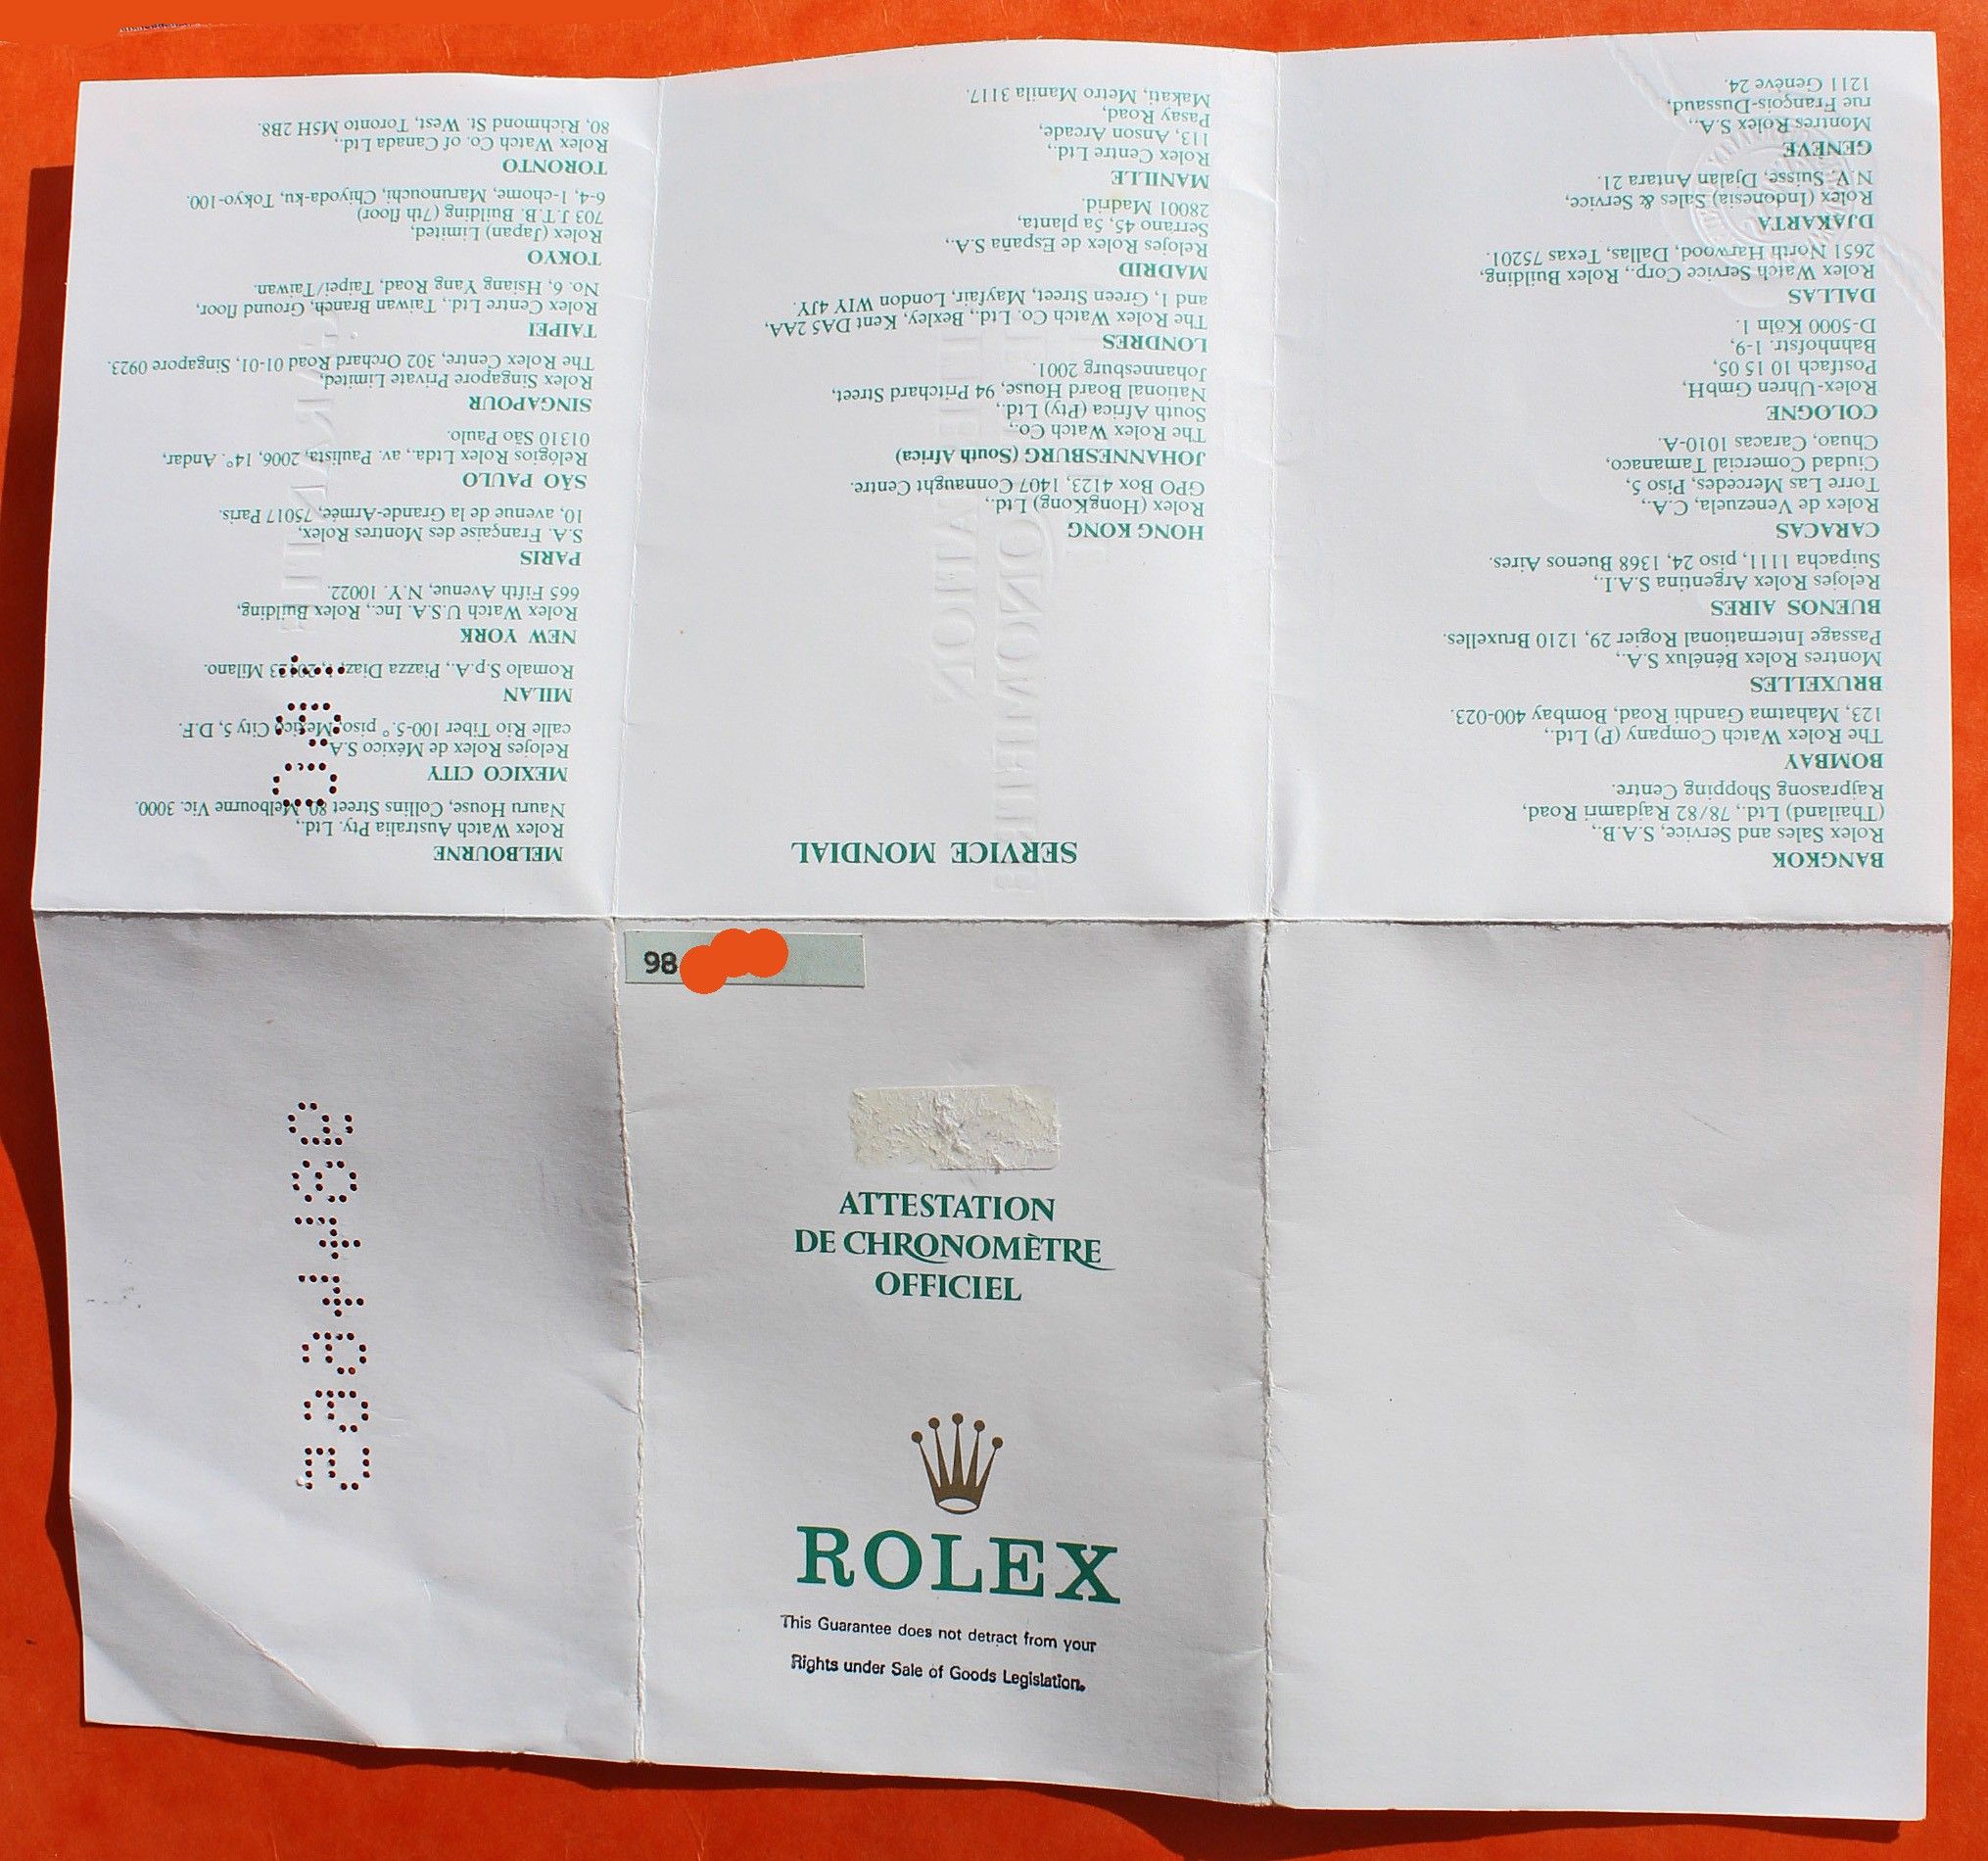 SERVICE MONDIAL
BANGKOK
Rolex Sales and Service, S.A.B.,
(Thailand) Ltd., 78/82 Rajdamri Road,
Rajprasong Shopping Centre.
BOMBAY
The Rolex Watch Company (P) Ltd.,
123, Mahatma Gandhi Road, Bombay 400-023.
BRUXELLES
Montres Rolex Bénélux S.A.,
Passage International Rogier 29, 1210 Bruxelles.
BUENOS AIRES
Relojes Rolex Argentina S.A.I.,
Suipacha 1111, piso 24, 1368 Buenos Aires.
CARACAS
Rolex de Venezuela, C.A.,
Torre Las Mercedes, Piso 5,
Ciudad Comercial Tamanaco,
Chuao, Caracas 1010-A.
COLOGNE
Rolex-Uhren GmbH,
Postfach 10 15 05,
Bahnhofstr. 1-9,
D-5000 Köln 1.
DALLAS
Rolex Watch Service Corp., Rolex Building,
2651 North Harwood, Dallas, Texas 75201.
DJAKARTA
Rolex (Indonesia) Sales & Service,
N.V. Suisse, Djalan Antara 21.
GENÈVE
Montres Rolex S.A.,
rue François-Dussaud,
1211 Genève 24.
HONG KONG
Rolex (HongKong) Ltd.,
GPO Box 4123, 1407 Connaught Centre.
JOHANNESBURG (South Africa)
The Rolex Watch Co.,
South Africa (Pty) Ltd.,
National Board House, 94 Pritchard Street,
Johannesburg 2001.
LONDRES
The Rolex Watch Co. Ltd., Bexley, Kent DA5 2AA,
and 1, Green Street, Mayfair, London W1Y 4JY.
MADRID
Relojes Rolex de España S.A.,
Serrano 45, 5a planta,
28001 Madrid.
MANILLE
Rolex Centre Ltd.,
113, Anson Arcade,
Pasay Road,
Makati, Metro Manila 3117.
MELBOURNE
Rolex Watch Australia Pty. Ltd.,
Nauru House, Collins Street 80, Melbourne Vic. 3000.
MEXICO CITY
Relojes Rolex de México S.A.,
calle Rio Tiber 100-5.° piso, Mexico City 5, D.F.
MILAN
Romalo S.p.A., Piazza Diaz, 20123 Milano.
NEW YORK
Rolex Watch U.S.A. Inc., Rolex Building,
665 Fifth Avenue, N.Y. 10022.
PARIS
S.A. Française des Montres Rolex,
10, avenue de la Grande-Armée, 75017 Paris.
SÃO PAULO
Relógios Rolex Ltda., av. Paulista, 2006, 14°. Andar,
01310 São Paulo.
SINGAPOUR
Rolex Singapore Private Limited,
The Rolex Centre, 302 Orchard Road 01-01, Singapore 0923.
TAIPEI
Rolex Centre Ltd., Taiwan Branch, Ground floor,
No. 6, Hsiang Yang Road, Taipei/Taiwan.
TOKYO
Rolex (Japan) Limited,
703 J.T.B. Building (7th floor)
6-4, 1-chome, Marunouchi, Chiyoda-ku, Tokyo-100.
TORONTO
Rolex Watch Co. of Canada Ltd.,
80, Richmond St. West, Toronto M5H 2B8.
98
ATTESTATION
DE CHRONOMÈTRE
OFFICIEL
ROLEX
This Guarantee does not detract from your
Rights under Sale of Goods Legislation.